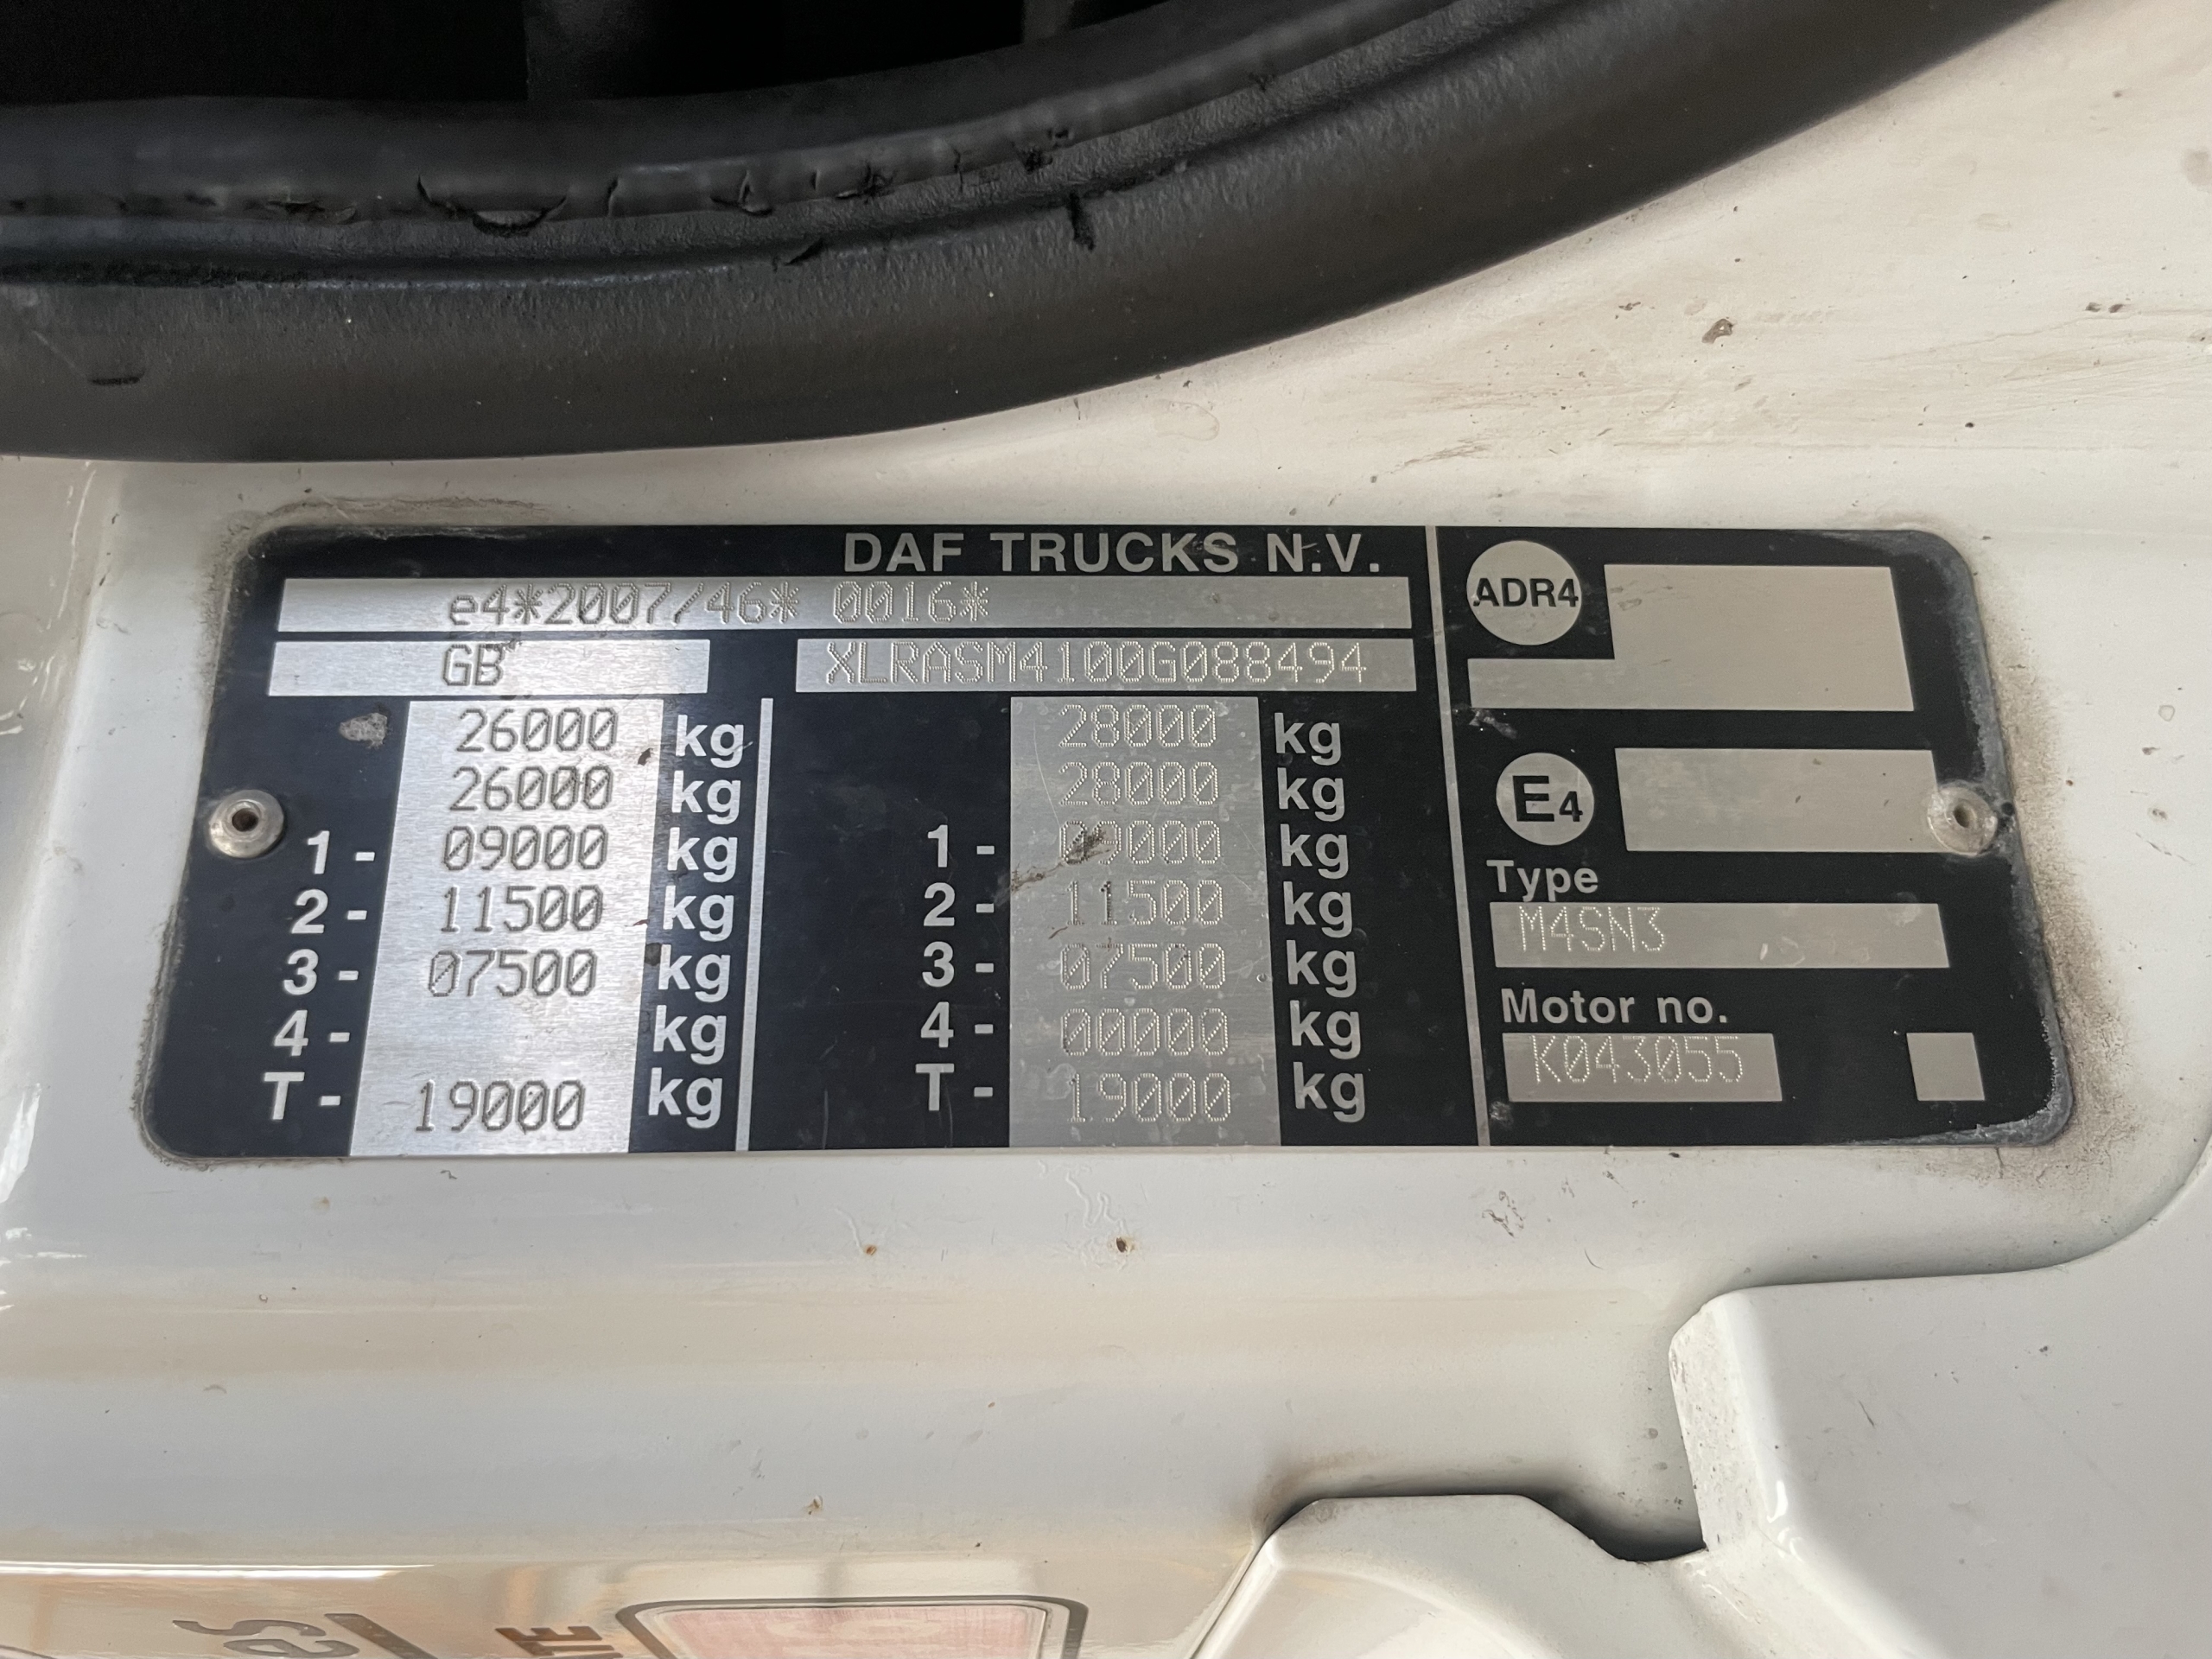 DAF TRUCKS N.V.
e4*2007/46* 0016*
GB XLRASM4100G088494
26000 kg 28000 kg
26000 kg 28000 kg
1 - 09000 kg 1 - 09000 kg
2 - 11500 kg 2 - 11500 kg
3 - 07500 kg 3 - 07500 kg
4 - kg 4 - 00000 kg
T - 19000 kg T - 19000 kg
ADR4
E4
Type
M4SN3
Motor no.
K043055